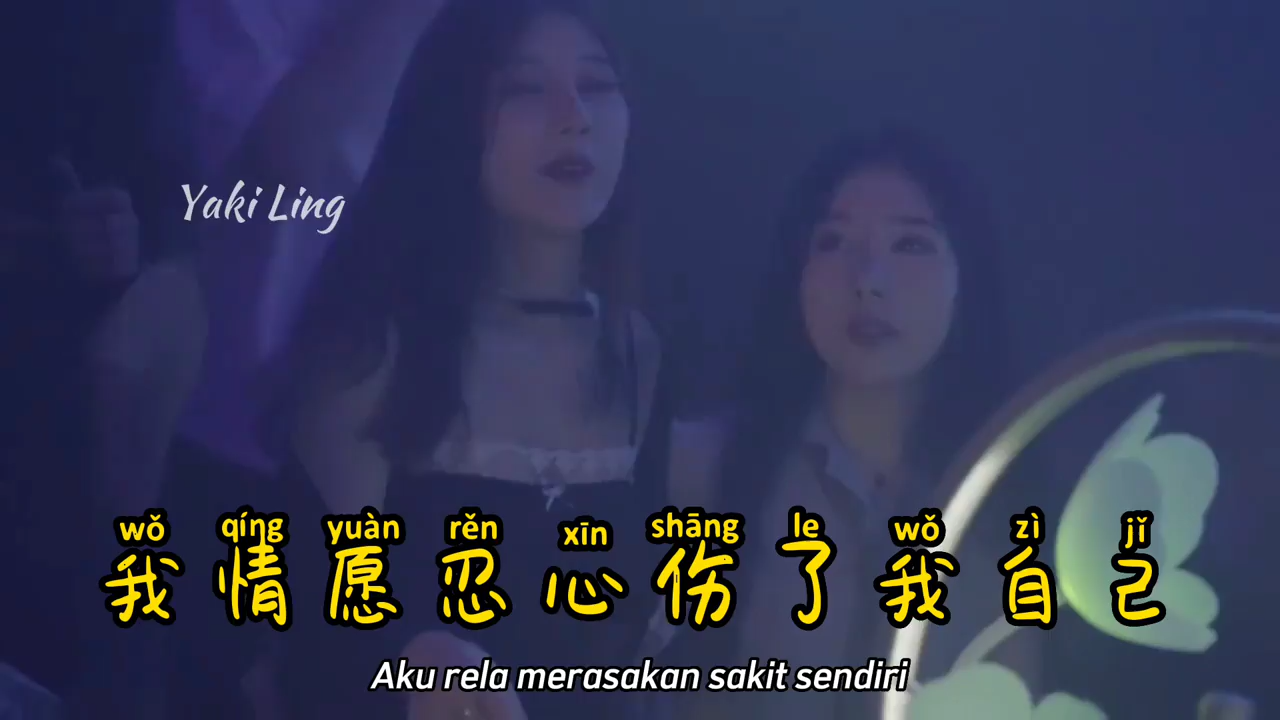 Yaki Ling
wǒ qíng yuàn rěn xīn shāng le wǒ zì jǐ
我情愿忍心伤了我自己
Aku rela merasakan sakit sendiri